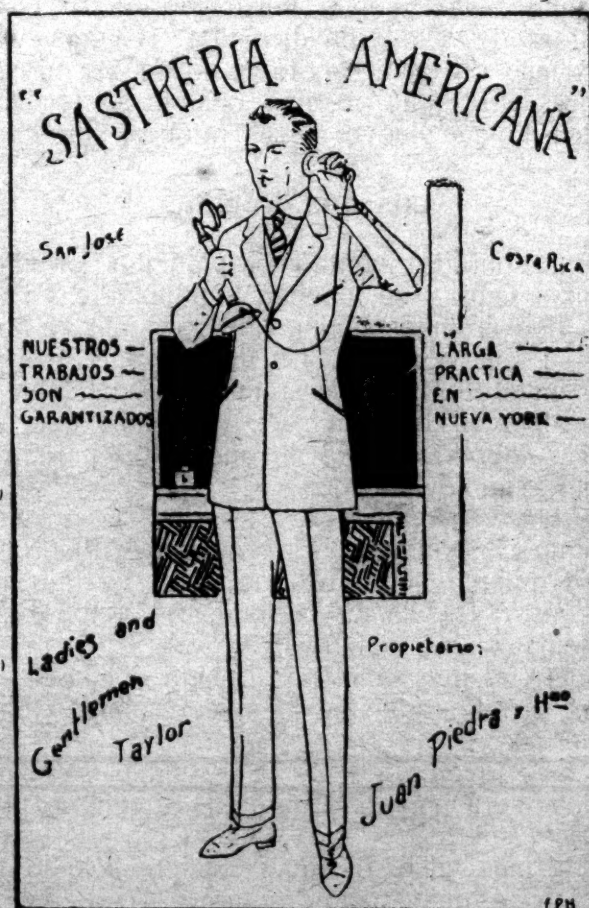 "SASTRERIA AMERICANA"
San José
Costa Rica
NUESTROS
TRABAJOS
SON
GARANTIZADOS
LARGA
PRACTICA
EN
NUEVA YORK
Ladies and
Gentlemen
Taylor
Propietario:
Juan Piedra y Hno